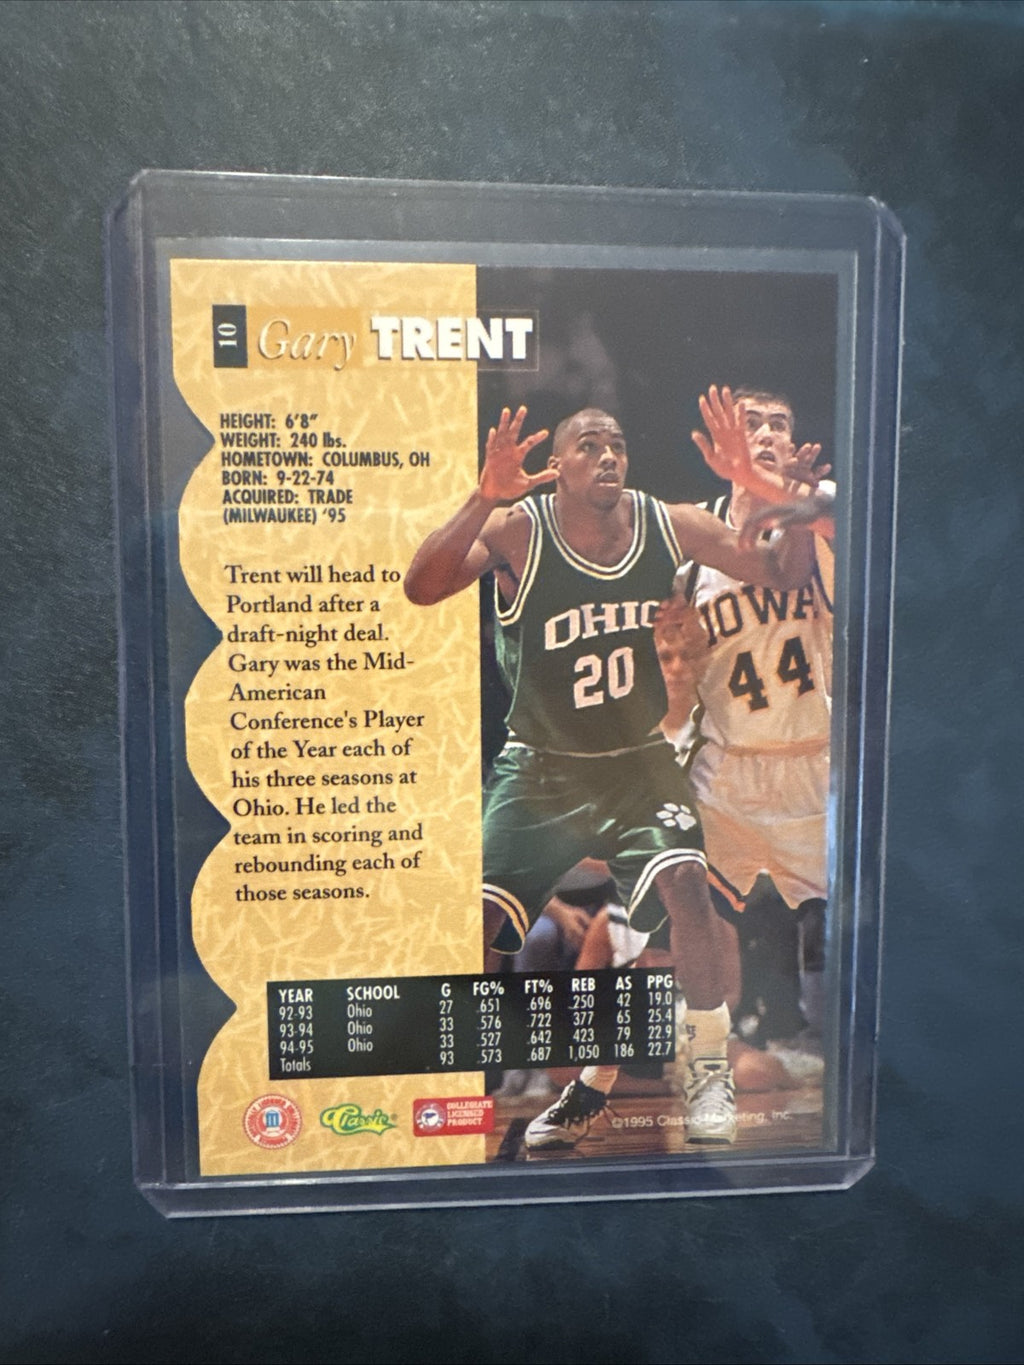 10
Gary TRENT
HEIGHT: 6'8"
WEIGHT: 240 lbs.
HOMETOWN: COLUMBUS, OH
BORN: 9-22-74
ACQUIRED: TRADE
(MILWAUKEE) '95
Trent will head to
Portland after a
draft-night deal.
Gary was the Mid-
American
Conference's Player
of the Year each of
his three seasons at
Ohio. He led the
team in scoring and
rebounding each of
those seasons.
OHIO
20
IOWA
44
YEAR SCHOOL G FG% FT% REB AS PPG
92-93 Ohio 27 .651 .696 250 42 19.0
93-94 Ohio 33 .576 .722 377 65 25.4
94-95 Ohio 33 .527 .642 423 79 22.9
Totals 93 .573 .687 1,050 186 22.7
Classic®
COLLEGIATE
LICENSED
PRODUCT
©1995 Classic Marketing, Inc.